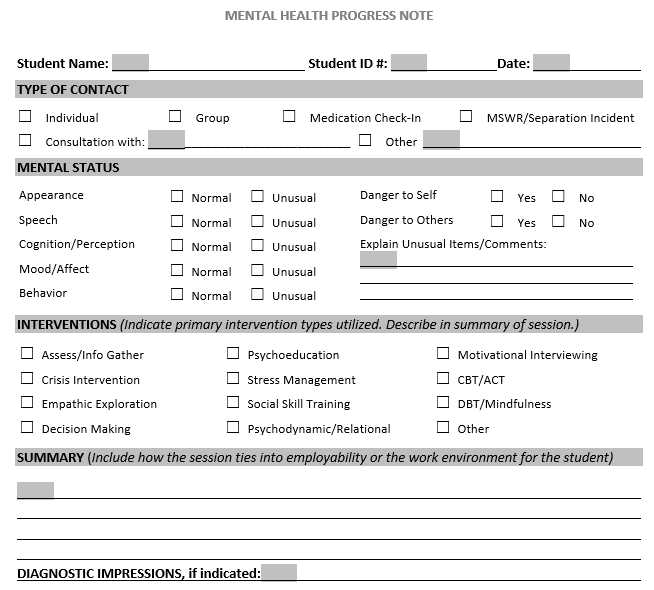 MENTAL HEALTH PROGRESS NOTE
Student Name: Student ID #: Date:
TYPE OF CONTACT
Individual Group Medication Check-In MSWR/Separation Incident
Consultation with: Other
MENTAL STATUS
Appearance Normal Unusual Danger to Self Yes No
Speech Normal Unusual Danger to Others Yes No
Cognition/Perception Normal Unusual Explain Unusual Items/Comments:
Mood/Affect Normal Unusual
Behavior Normal Unusual
INTERVENTIONS (Indicate primary intervention types utilized. Describe in summary of session.)
Assess/Info Gather Psychoeducation Motivational Interviewing
Crisis Intervention Stress Management CBT/ACT
Empathic Exploration Social Skill Training DBT/Mindfulness
Decision Making Psychodynamic/Relational Other
SUMMARY (Include how the session ties into employability or the work environment for the student)
DIAGNOSTIC IMPRESSIONS, if indicated: